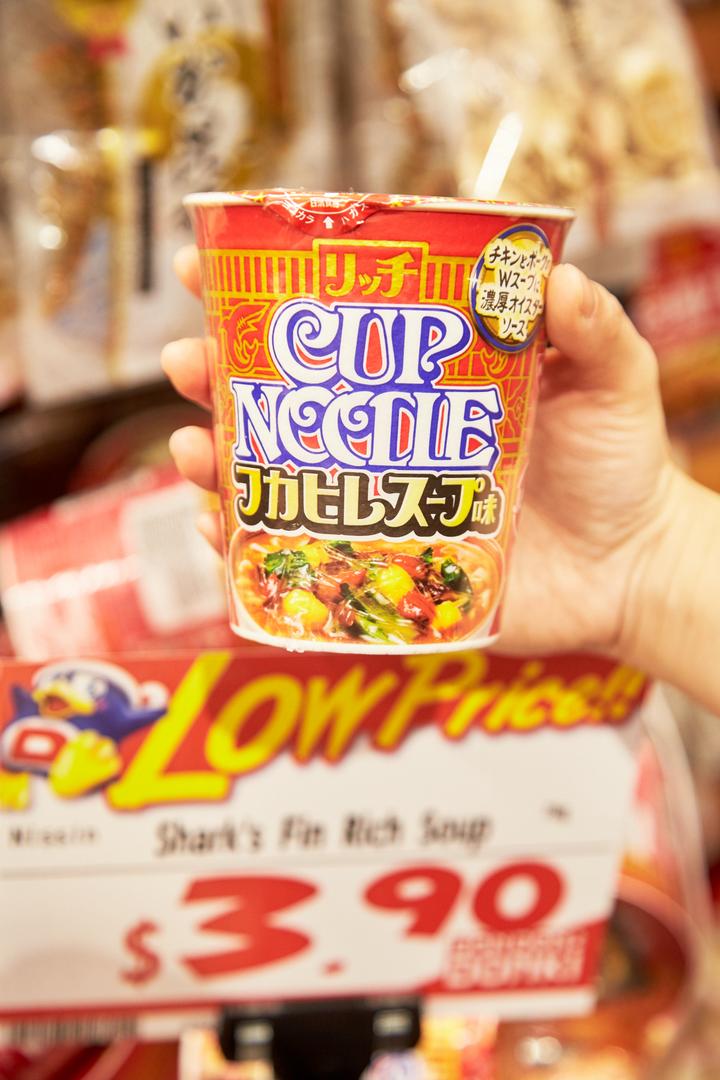 リッチ
チキンとポーク
Wスープに
濃厚オイスター
ソース
CUP
NOODLE
フカヒレスープ味
Low Price!!
Nissin
Shark's Fin Rich Soup
$3.90
DONKI